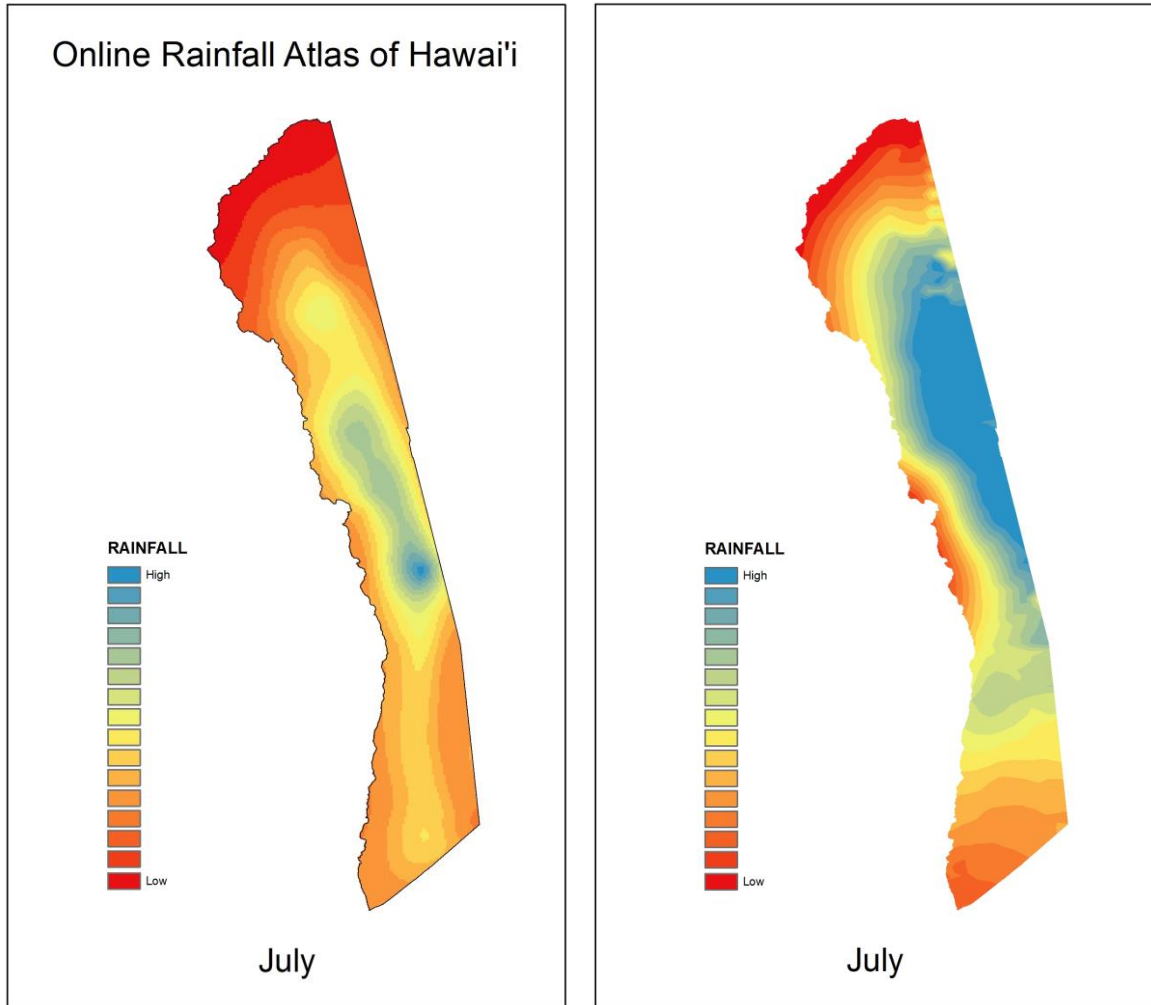 Online Rainfall Atlas of Hawai'i
RAINFALL
High
Low
July
RAINFALL
High
Low
July